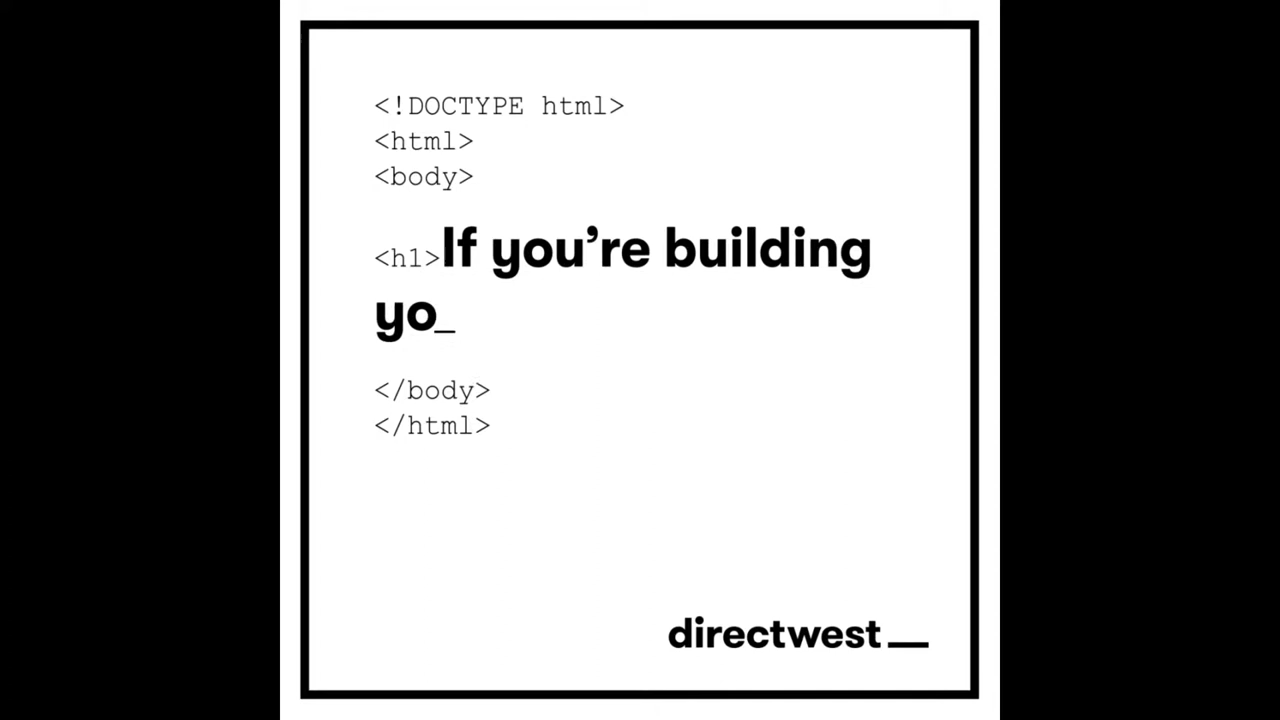 <!DOCTYPE html>
<html>
<body>
<h1>If you’re building
yo_
</body>
</html>
directwest